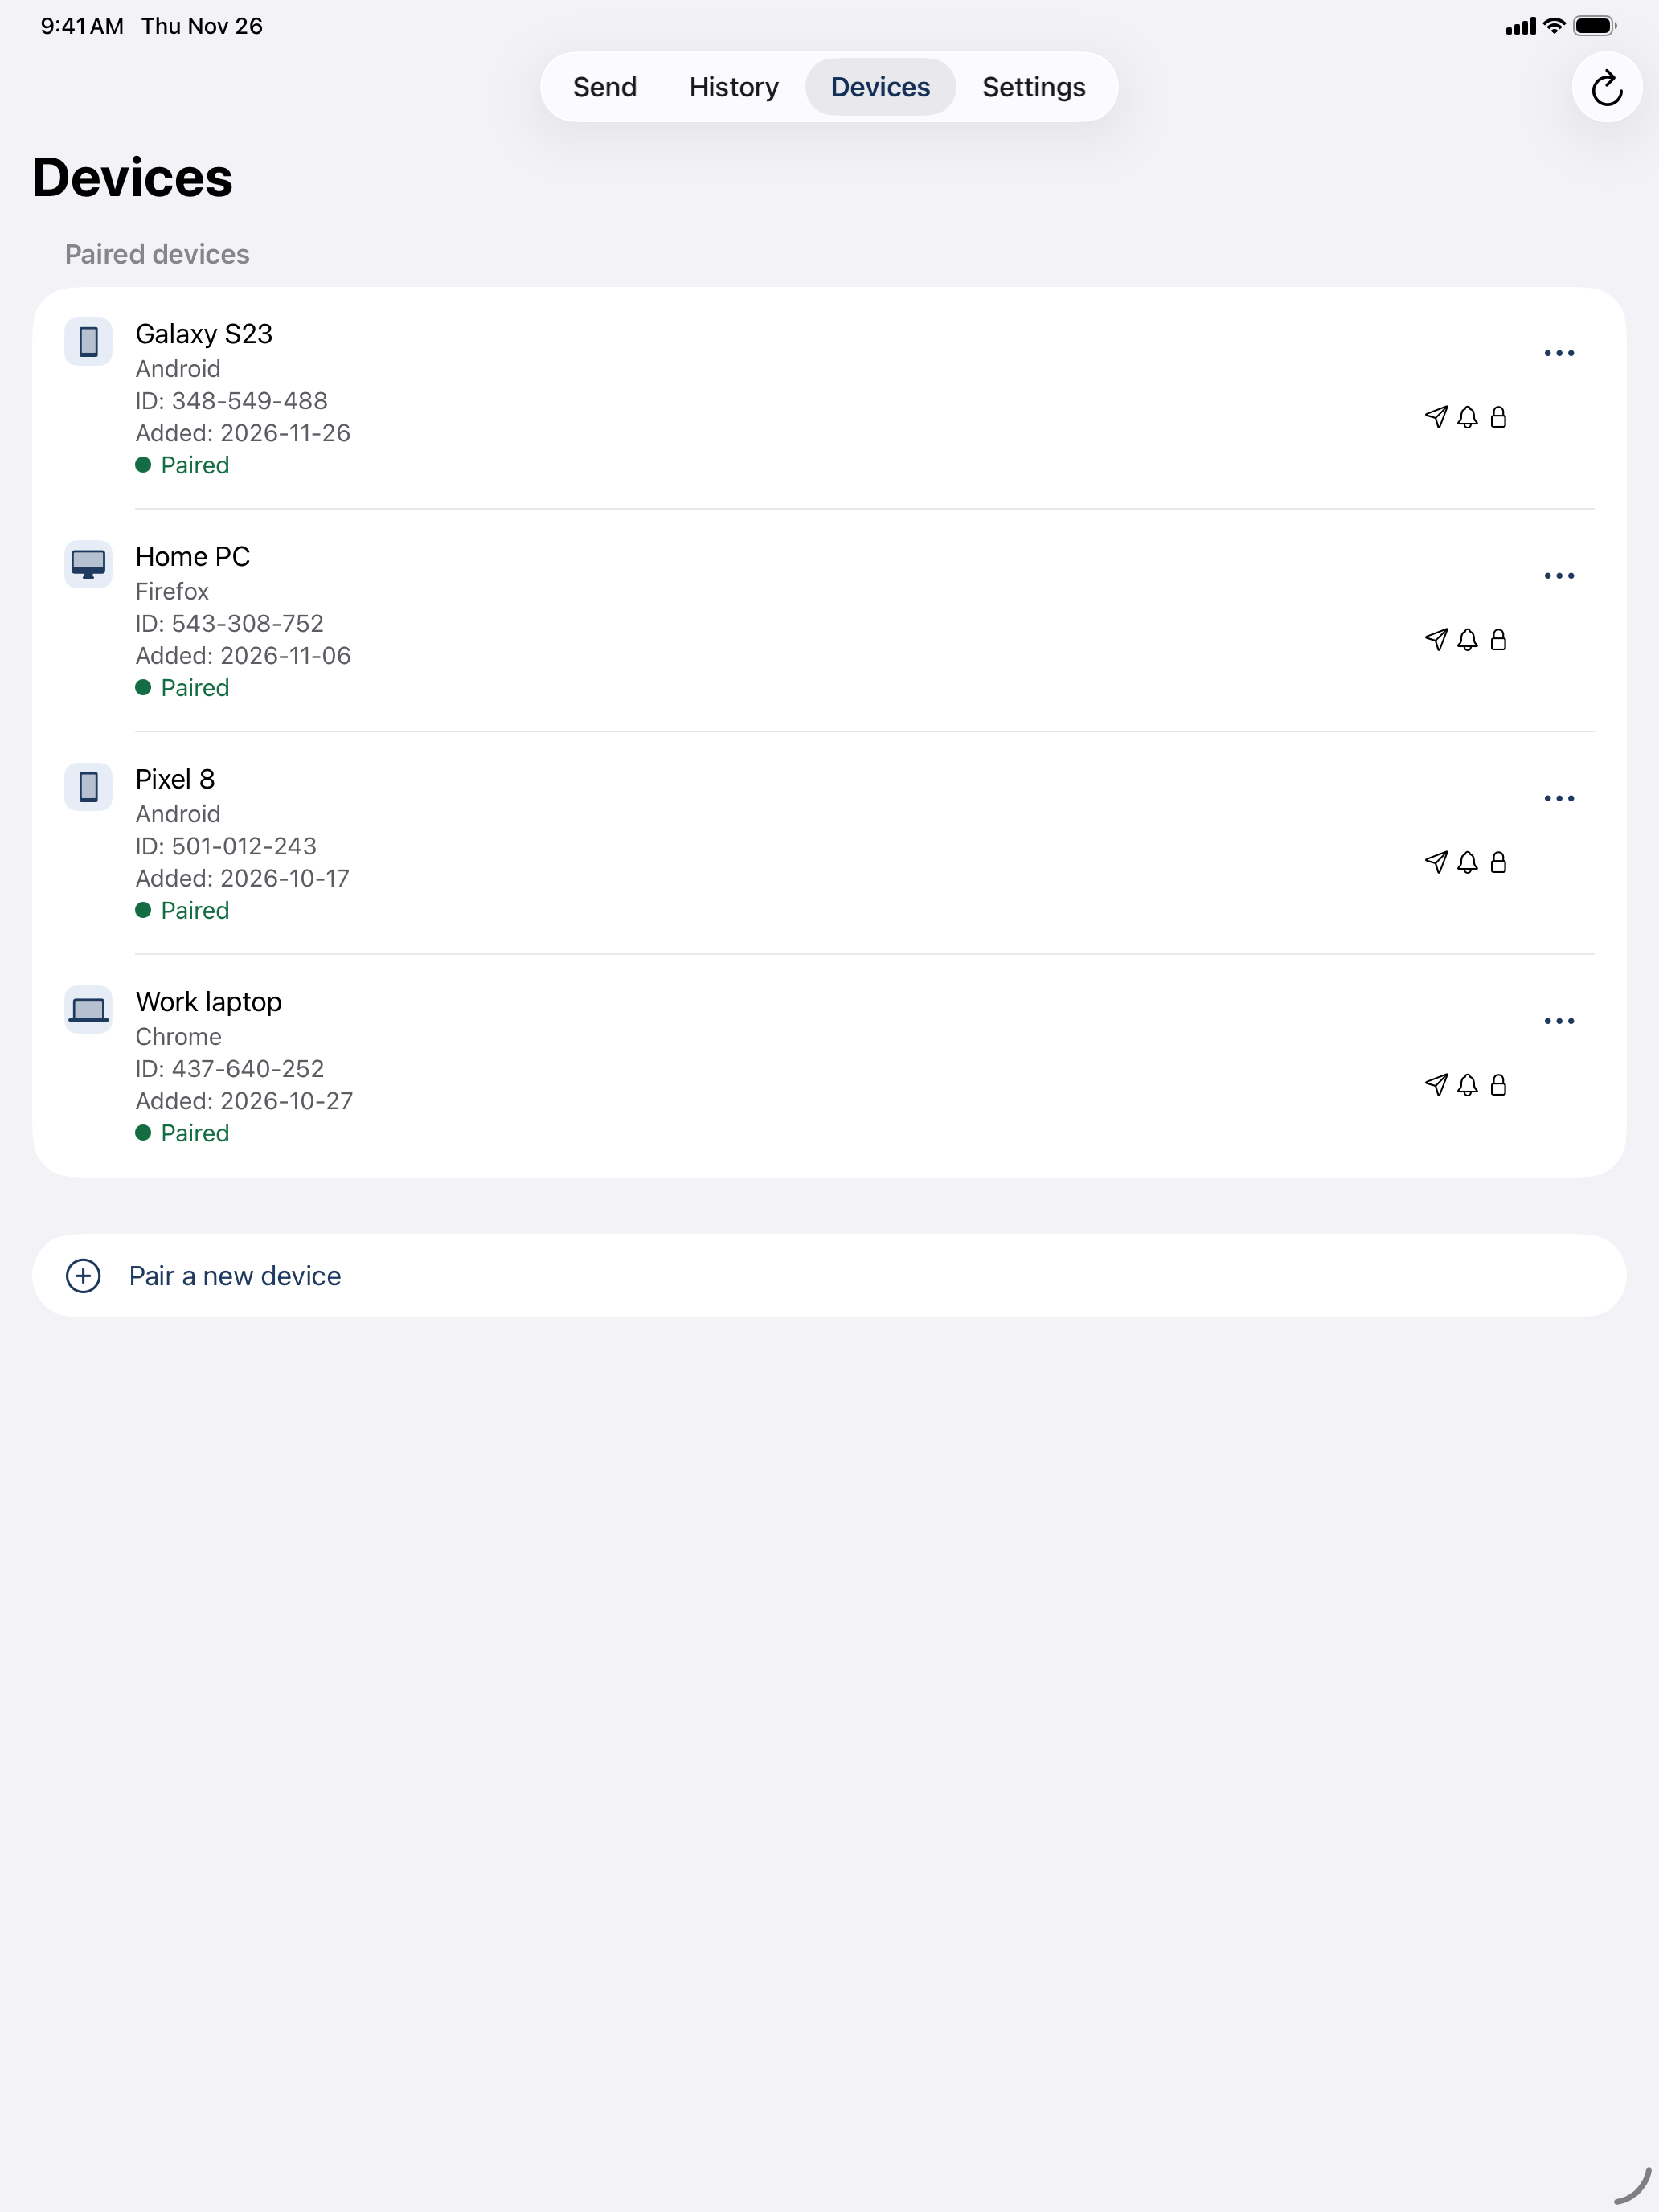 9:41 AM Thu Nov 26
Send History Devices Settings
Devices
Paired devices
Galaxy S23
Android
ID: 348-549-488
Added: 2026-11-26
Paired
Home PC
Firefox
ID: 543-308-752
Added: 2026-11-06
Paired
Pixel 8
Android
ID: 501-012-243
Added: 2026-10-17
Paired
Work laptop
Chrome
ID: 437-640-252
Added: 2026-10-27
Paired
Pair a new device